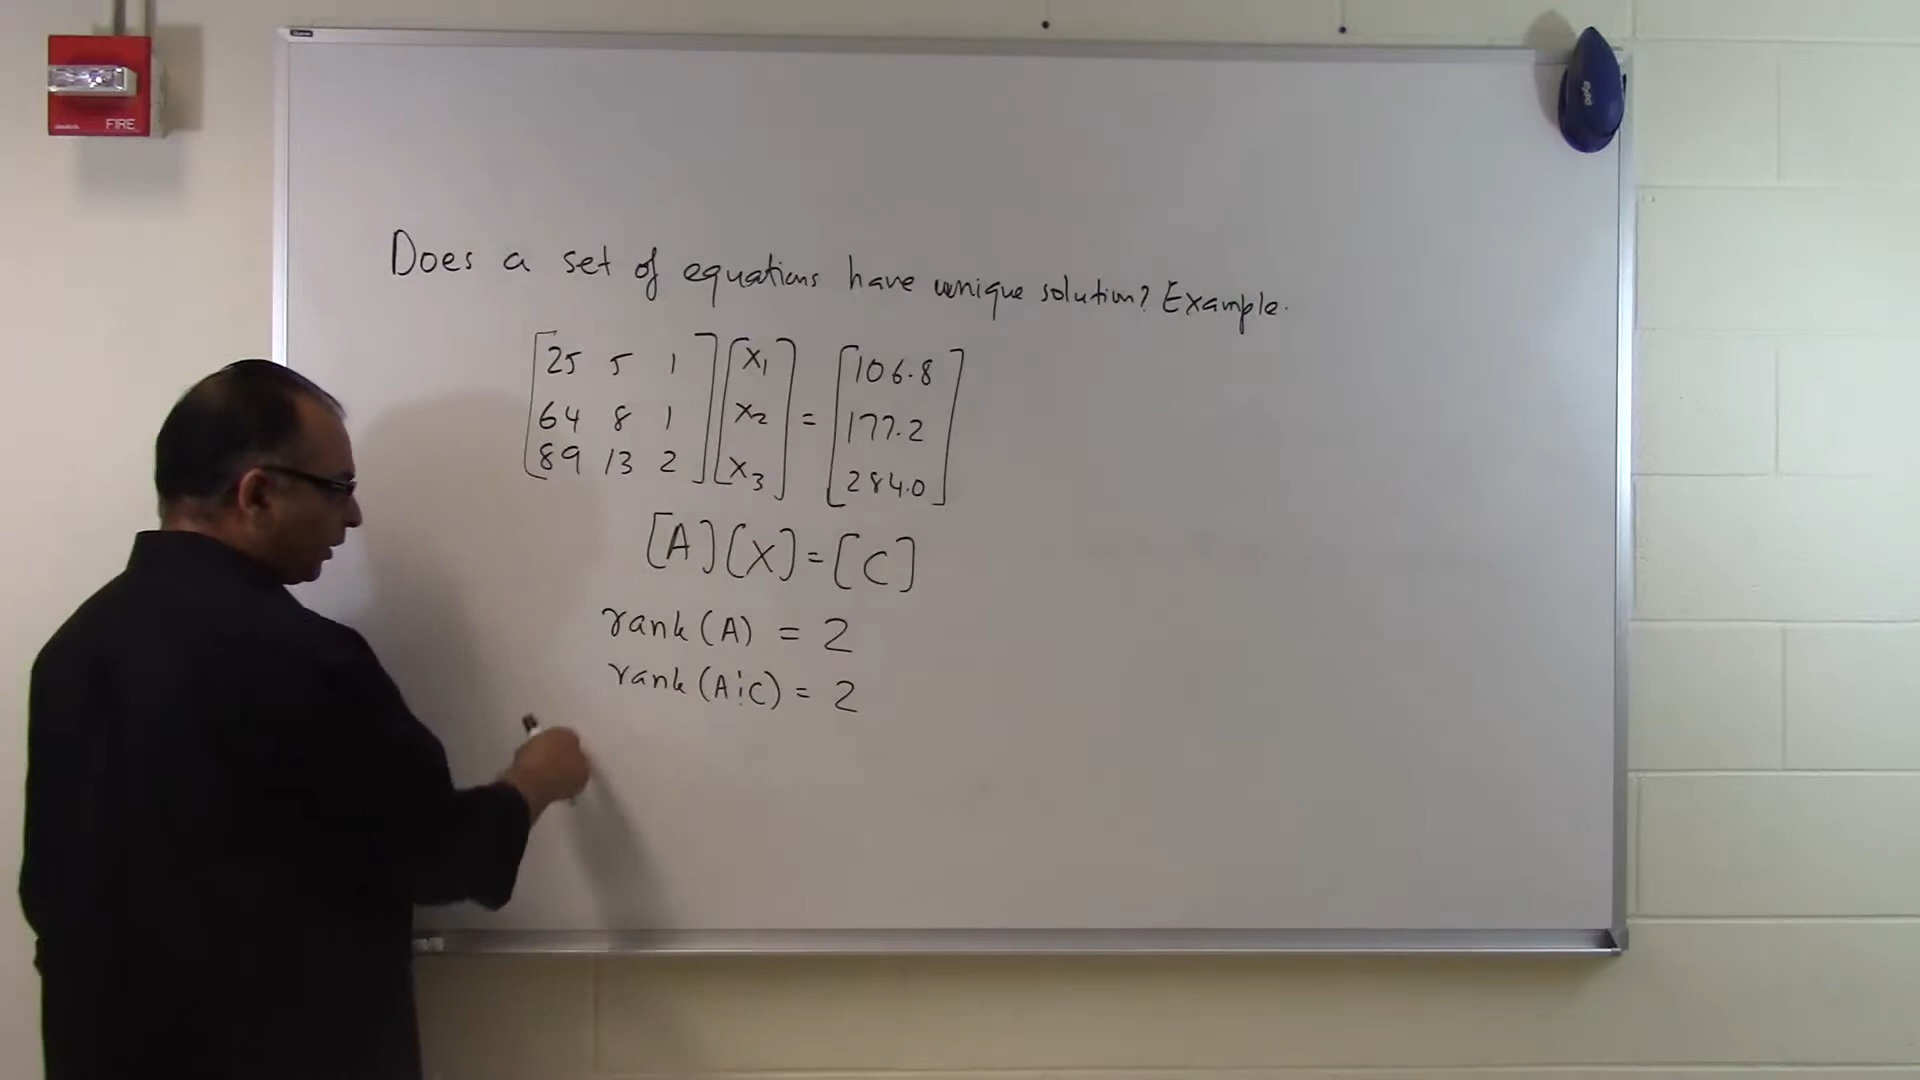 FIRE
Does a set of equations have unique solution? Example.
[25 5 1; 64 8 1; 89 13 2] [x1; x2; x3] = [106.8; 177.2; 284.0]
[A][X]=[C]
rank(A) = 2
rank(A¦C) = 2
expo